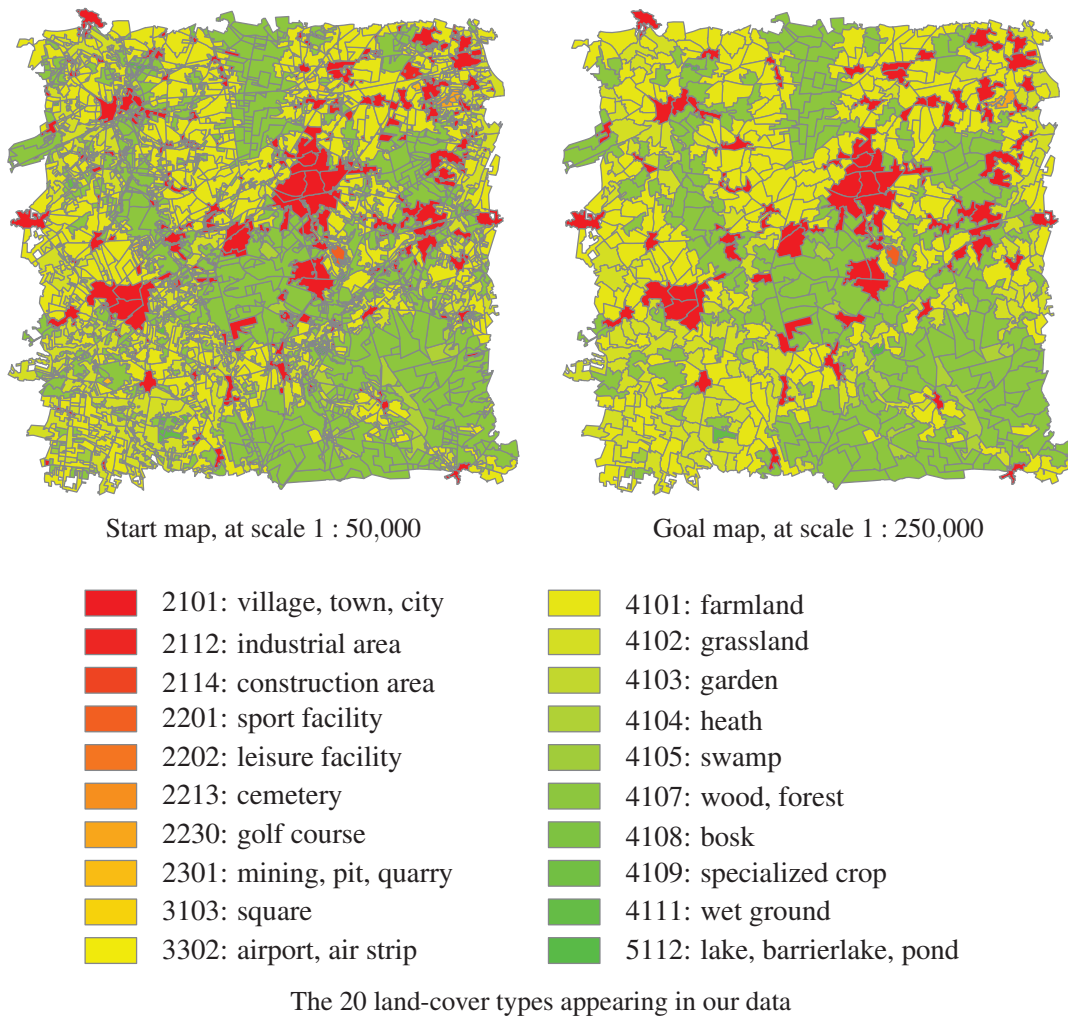 Start map, at scale 1 : 50,000
Goal map, at scale 1 : 250,000
2101: village, town, city
2112: industrial area
2114: construction area
2201: sport facility
2202: leisure facility
2213: cemetery
2230: golf course
2301: mining, pit, quarry
3103: square
3302: airport, air strip
4101: farmland
4102: grassland
4103: garden
4104: heath
4105: swamp
4107: wood, forest
4108: bosk
4109: specialized crop
4111: wet ground
5112: lake, barrierlake, pond
The 20 land-cover types appearing in our data